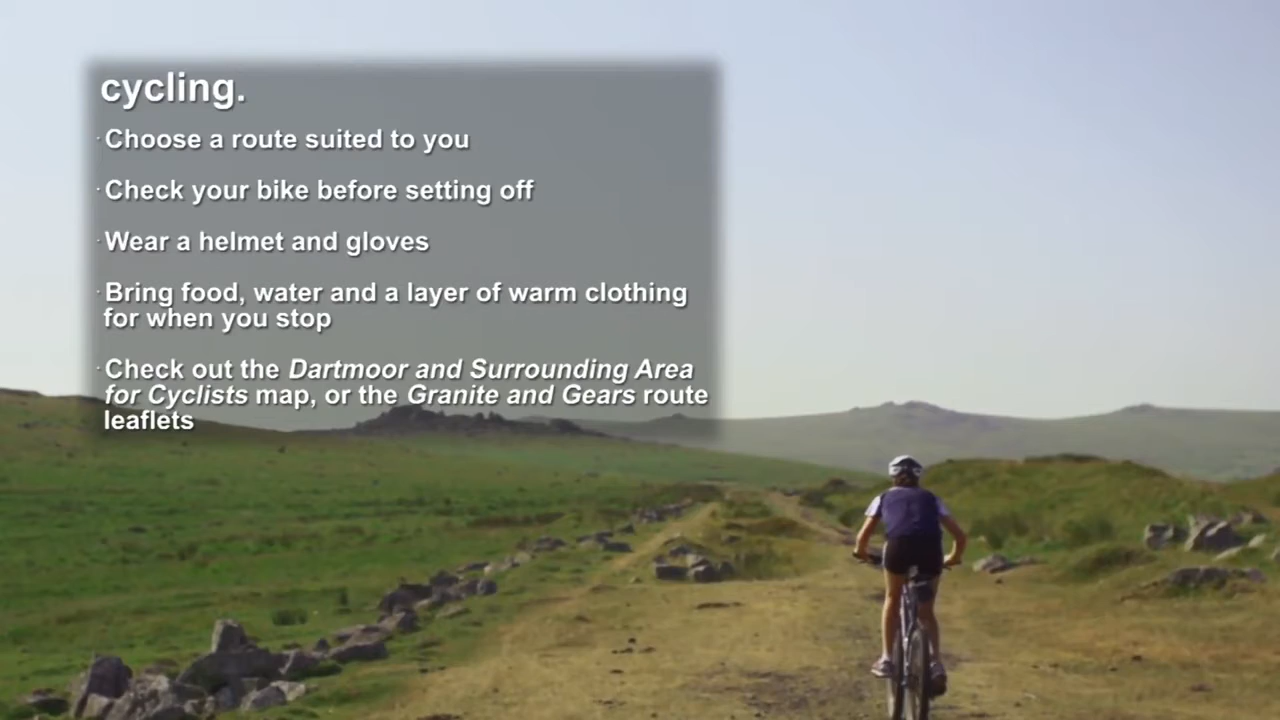 cycling.
· Choose a route suited to you
· Check your bike before setting off
· Wear a helmet and gloves
· Bring food, water and a layer of warm clothing
for when you stop
· Check out the Dartmoor and Surrounding Area
for Cyclists map, or the Granite and Gears route
leaflets